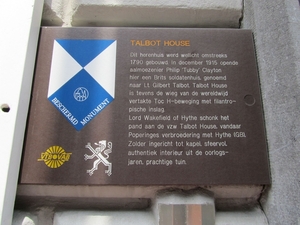 TALBOT HOUSE
Dit herenhuis werd wellicht omstreeks
1790 gebouwd. In december 1915 opende
aalmoezenier Philip 'Tubby' Clayton
hier een Brits soldatenhuis, genoemd
naar Lt. Gilbert Talbot. Talbot House
is tevens de wieg van de wereldwijd
vertakte Toc H-beweging met filantro-
pische inslag.
Lord Wakefield of Hythe schonk het
pand aan de vzw Talbot House, vandaar
Poperinges verbroedering met Hythe (GB).
Zolder ingericht tot kapel, sfeervol,
authentiek interieur uit de oorlogs-
jaren, prachtige tuin.
BESCHERMD MONUMENT